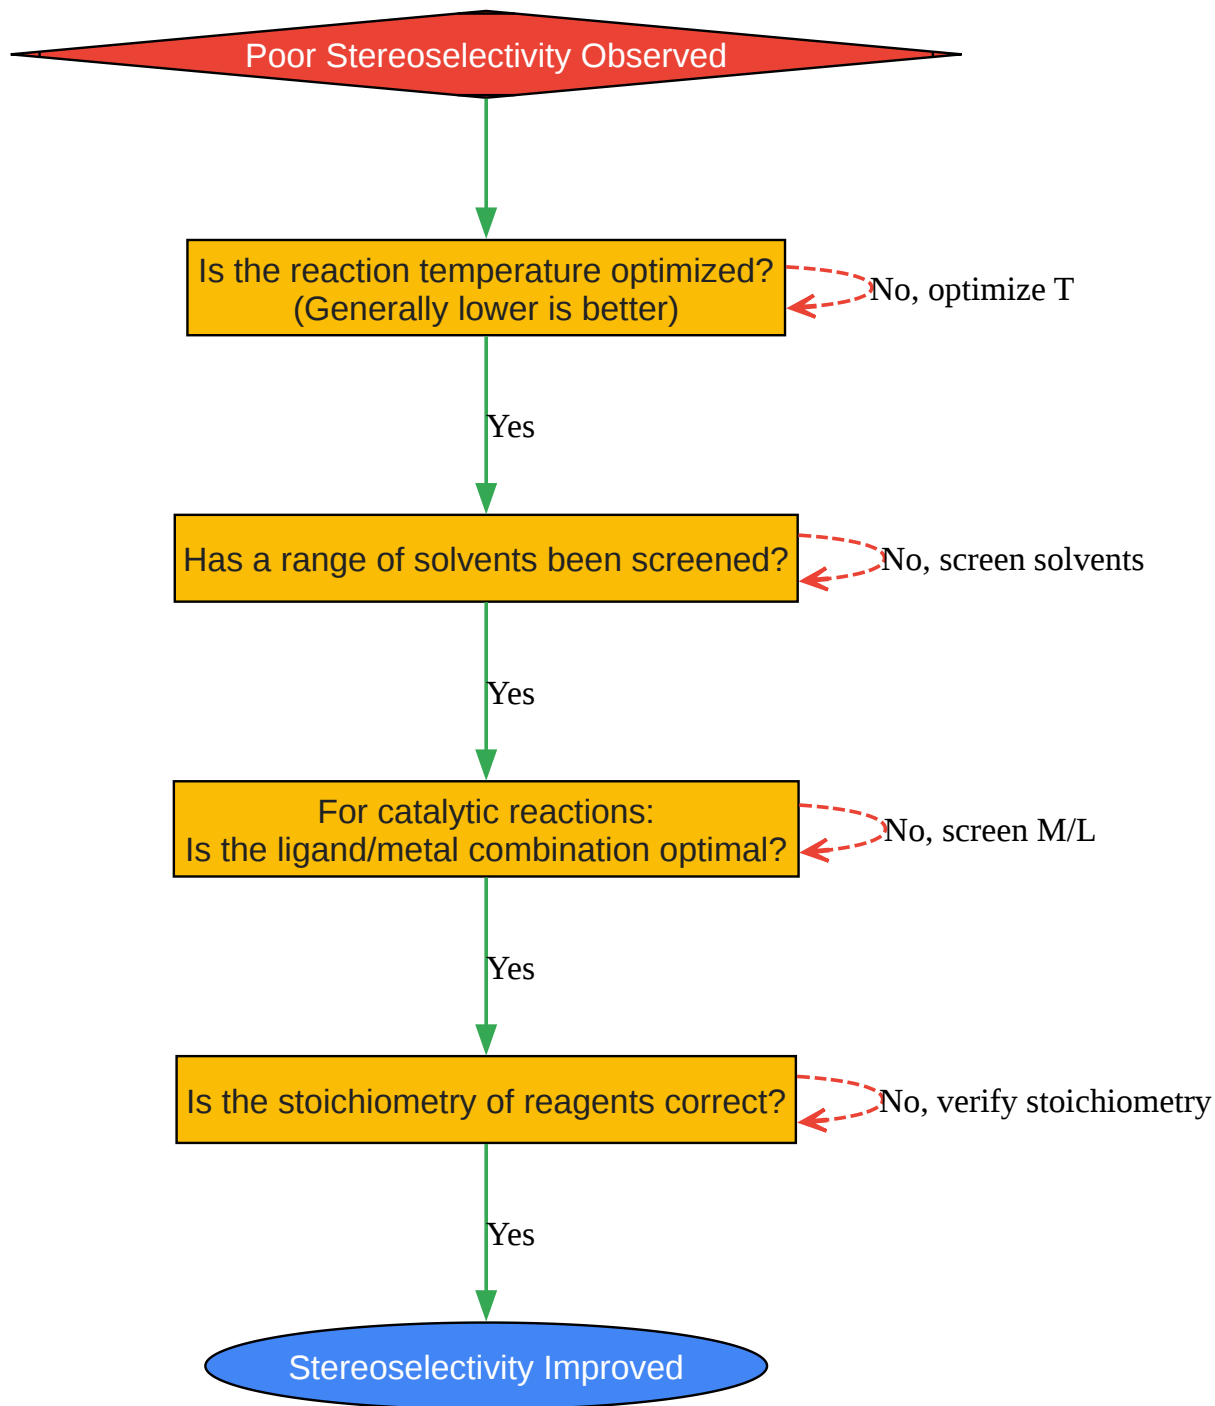 Poor Stereoselectivity Observed
Is the reaction temperature optimized?
(Generally lower is better)
No, optimize T
Yes
Has a range of solvents been screened?
No, screen solvents
Yes
For catalytic reactions:
Is the ligand/metal combination optimal?
No, screen M/L
Yes
Is the stoichiometry of reagents correct?
No, verify stoichiometry
Yes
Stereoselectivity Improved